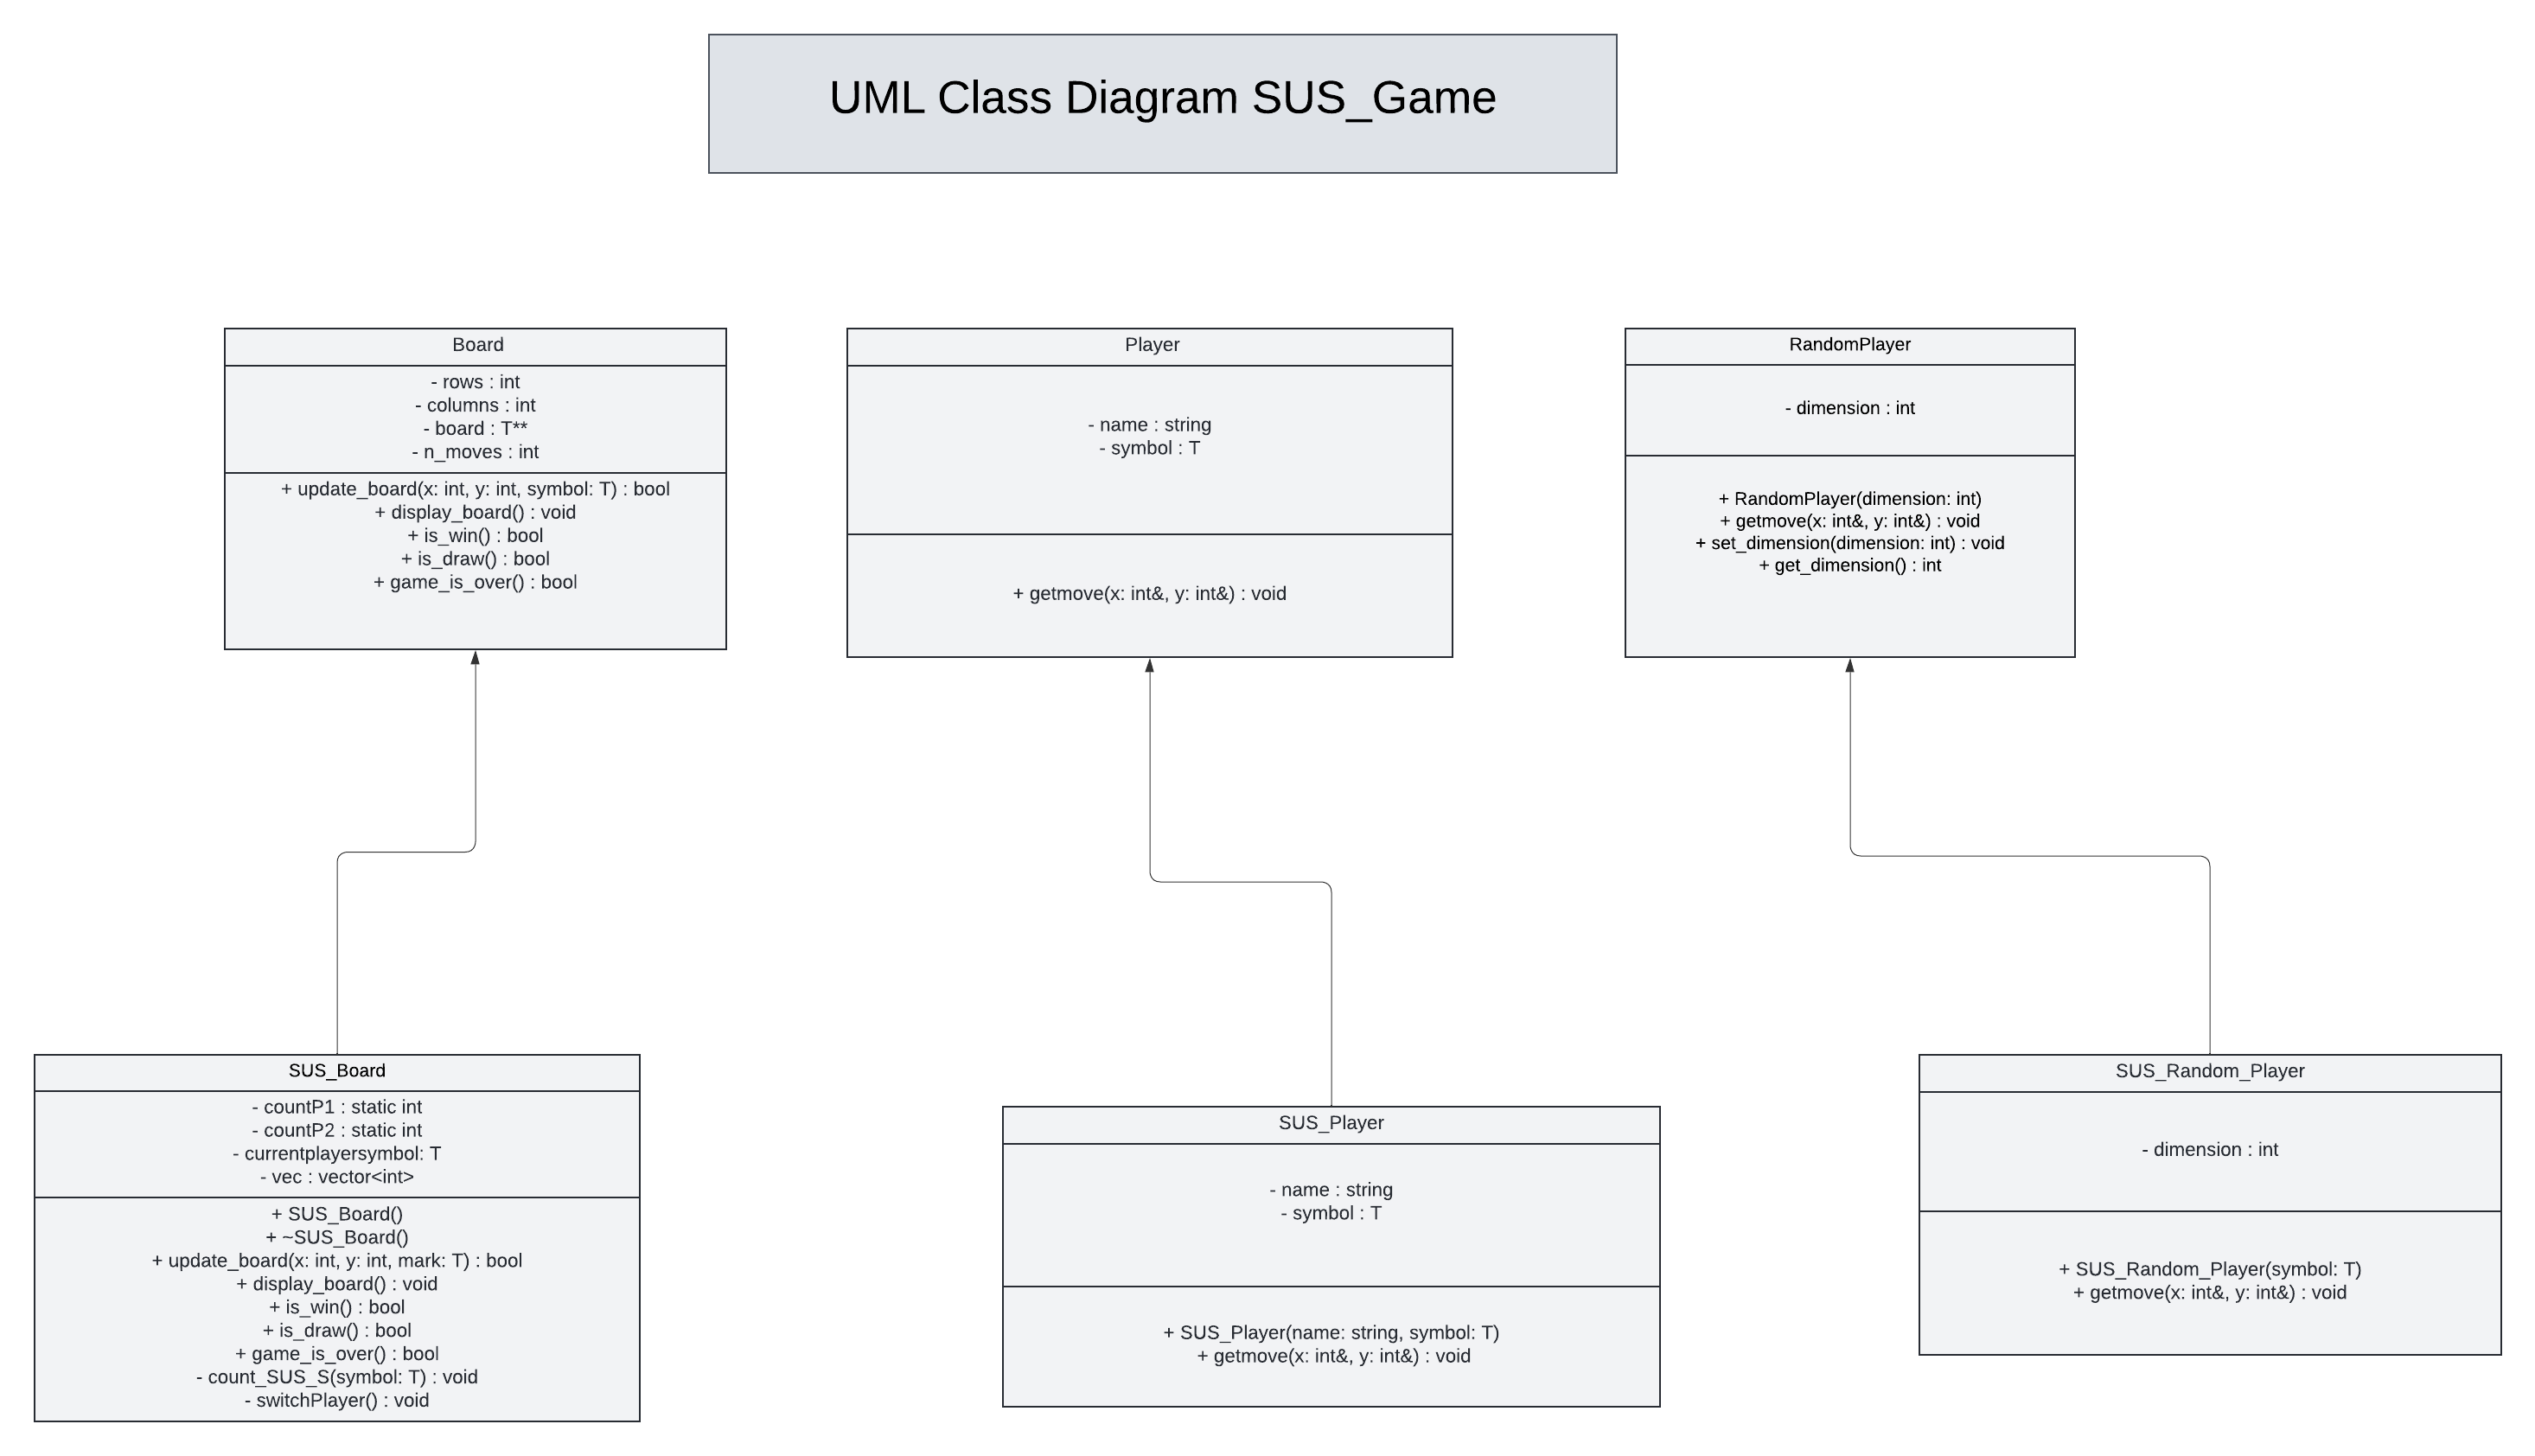 UML Class Diagram SUS_Game
Board
- rows : int
- columns : int
- board : T**
- n_moves : int
+ update_board(x: int, y: int, symbol: T) : bool
+ display_board() : void
+ is_win() : bool
+ is_draw() : bool
+ game_is_over() : bool
Player
- name : string
- symbol : T
+ getmove(x: int&, y: int&) : void
RandomPlayer
- dimension : int
+ RandomPlayer(dimension: int)
+ getmove(x: int&, y: int&) : void
+ set_dimension(dimension: int) : void
+ get_dimension() : int
SUS_Board
- countP1 : static int
- countP2 : static int
- currentplayersymbol: T
- vec : vector<int>
+ SUS_Board()
+ ~SUS_Board()
+ update_board(x: int, y: int, mark: T) : bool
+ display_board() : void
+ is_win() : bool
+ is_draw() : bool
+ game_is_over() : bool
- count_SUS_S(symbol: T) : void
- switchPlayer() : void
SUS_Player
- name : string
- symbol : T
+ SUS_Player(name: string, symbol: T)
+ getmove(x: int&, y: int&) : void
SUS_Random_Player
- dimension : int
+ SUS_Random_Player(symbol: T)
+ getmove(x: int&, y: int&) : void